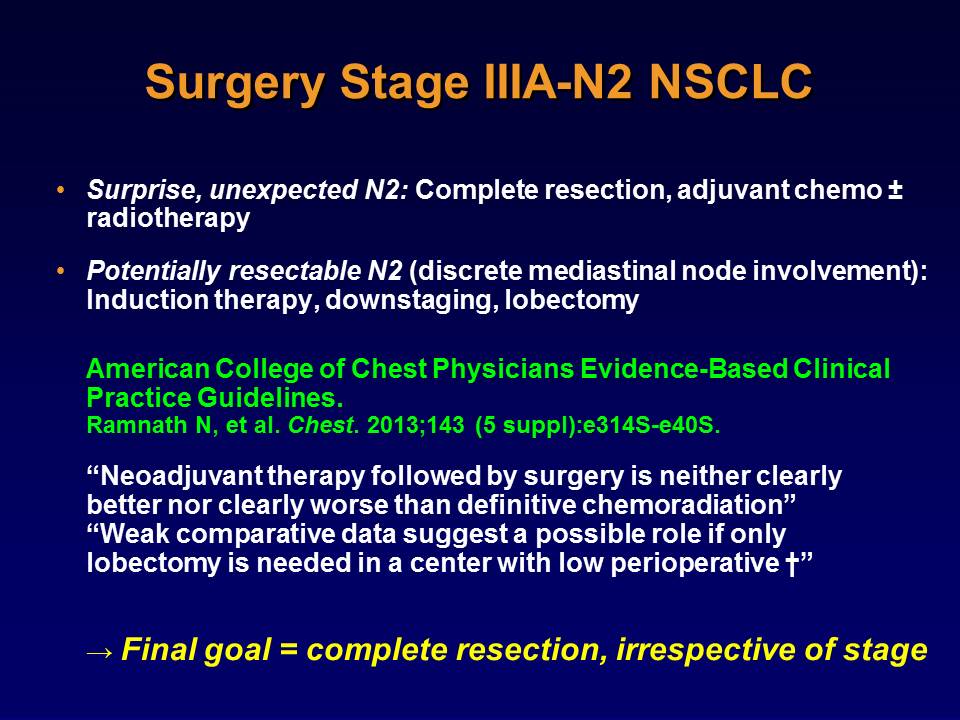 Surgery Stage IIIA-N2 NSCLC
• Surprise, unexpected N2: Complete resection, adjuvant chemo ±
radiotherapy
• Potentially resectable N2 (discrete mediastinal node involvement):
Induction therapy, downstaging, lobectomy
American College of Chest Physicians Evidence-Based Clinical
Practice Guidelines.
Ramnath N, et al. Chest. 2013;143 (5 suppl):e314S-e40S.
“Neoadjuvant therapy followed by surgery is neither clearly
better nor clearly worse than definitive chemoradiation”
“Weak comparative data suggest a possible role if only
lobectomy is needed in a center with low perioperative †”
→ Final goal = complete resection, irrespective of stage